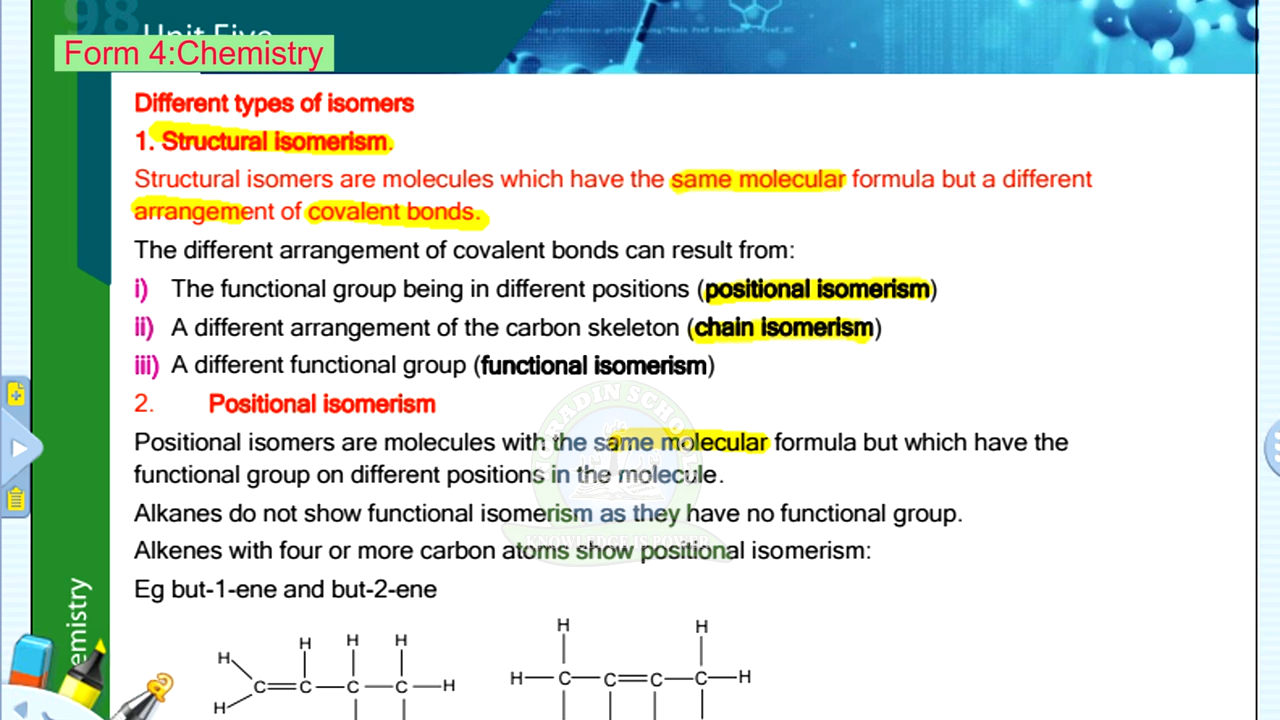 98
Unit Five
Form 4:Chemistry
Different types of isomers
1. Structural isomerism.
Structural isomers are molecules which have the same molecular formula but a different
arrangement of covalent bonds.
The different arrangement of covalent bonds can result from:
i) The functional group being in different positions (positional isomerism)
ii) A different arrangement of the carbon skeleton (chain isomerism)
iii) A different functional group (functional isomerism)
2. Positional isomerism
Positional isomers are molecules with the same molecular formula but which have the
functional group on different positions in the molecule.
Alkanes do not show functional isomerism as they have no functional group.
Alkenes with four or more carbon atoms show positional isomerism:
KNOWLEDGE IS POWER
Eg but-1-ene and but-2-ene
H H H H H H
H C C C C H H C C C C H
emistry